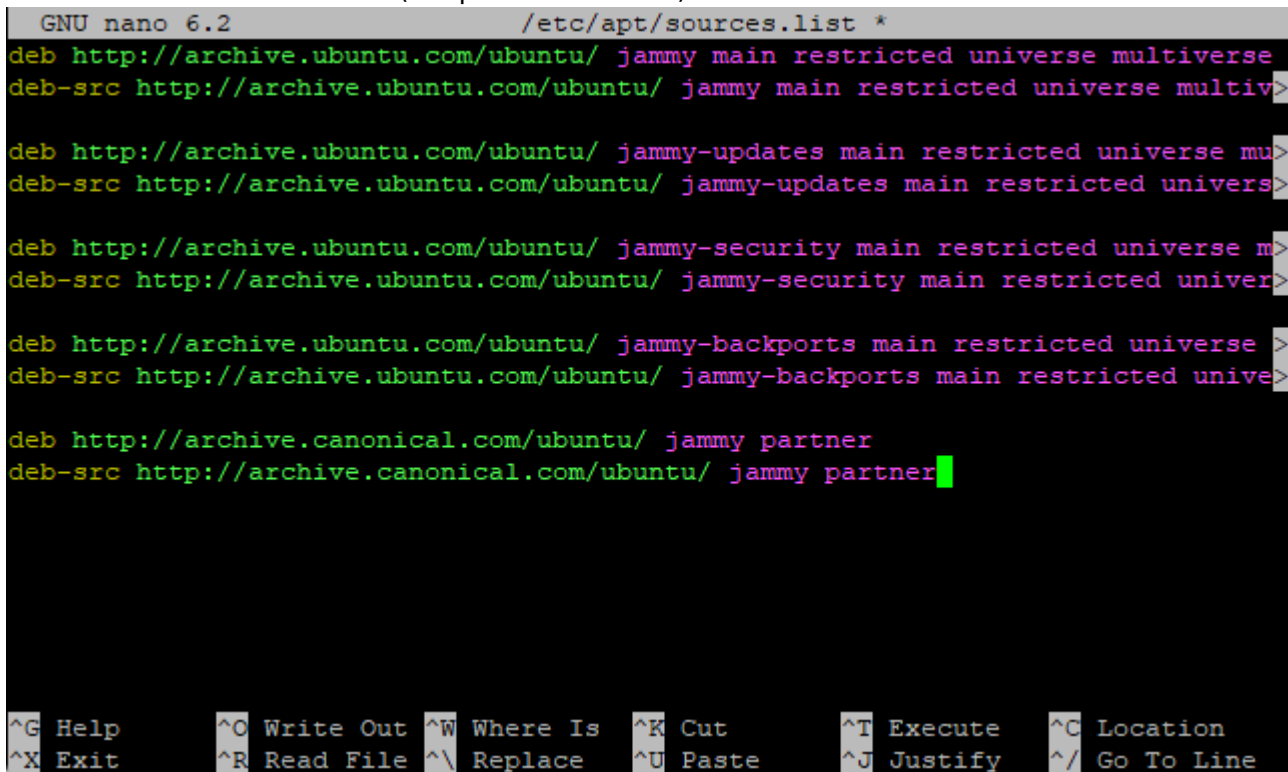 GNU nano 6.2 /etc/apt/sources.list *
deb http://archive.ubuntu.com/ubuntu/ jammy main restricted universe multiverse
deb-src http://archive.ubuntu.com/ubuntu/ jammy main restricted universe multiv>
deb http://archive.ubuntu.com/ubuntu/ jammy-updates main restricted universe mu>
deb-src http://archive.ubuntu.com/ubuntu/ jammy-updates main restricted univers>
deb http://archive.ubuntu.com/ubuntu/ jammy-security main restricted universe m>
deb-src http://archive.ubuntu.com/ubuntu/ jammy-security main restricted univer>
deb http://archive.ubuntu.com/ubuntu/ jammy-backports main restricted universe >
deb-src http://archive.ubuntu.com/ubuntu/ jammy-backports main restricted unive>
deb http://archive.canonical.com/ubuntu/ jammy partner
deb-src http://archive.canonical.com/ubuntu/ jammy partner
^G Help ^O Write Out ^W Where Is ^K Cut ^T Execute ^C Location
^X Exit ^R Read File ^\ Replace ^U Paste ^J Justify ^/ Go To Line